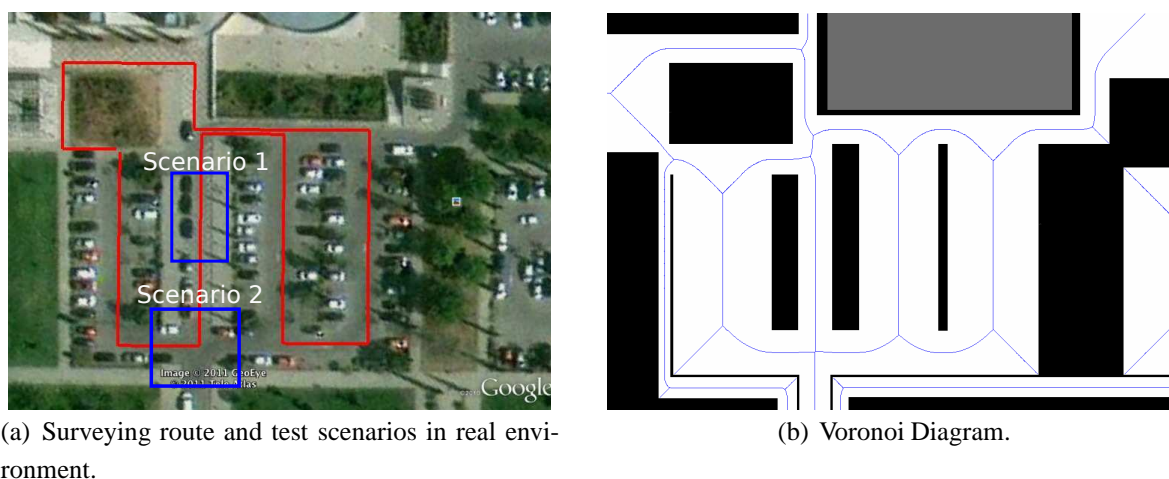 Scenario 1
Scenario 2
Image © 2011 GeoEye
© 2011 Tele Atlas
Google
(a) Surveying route and test scenarios in real envi-
ronment.
(b) Voronoi Diagram.